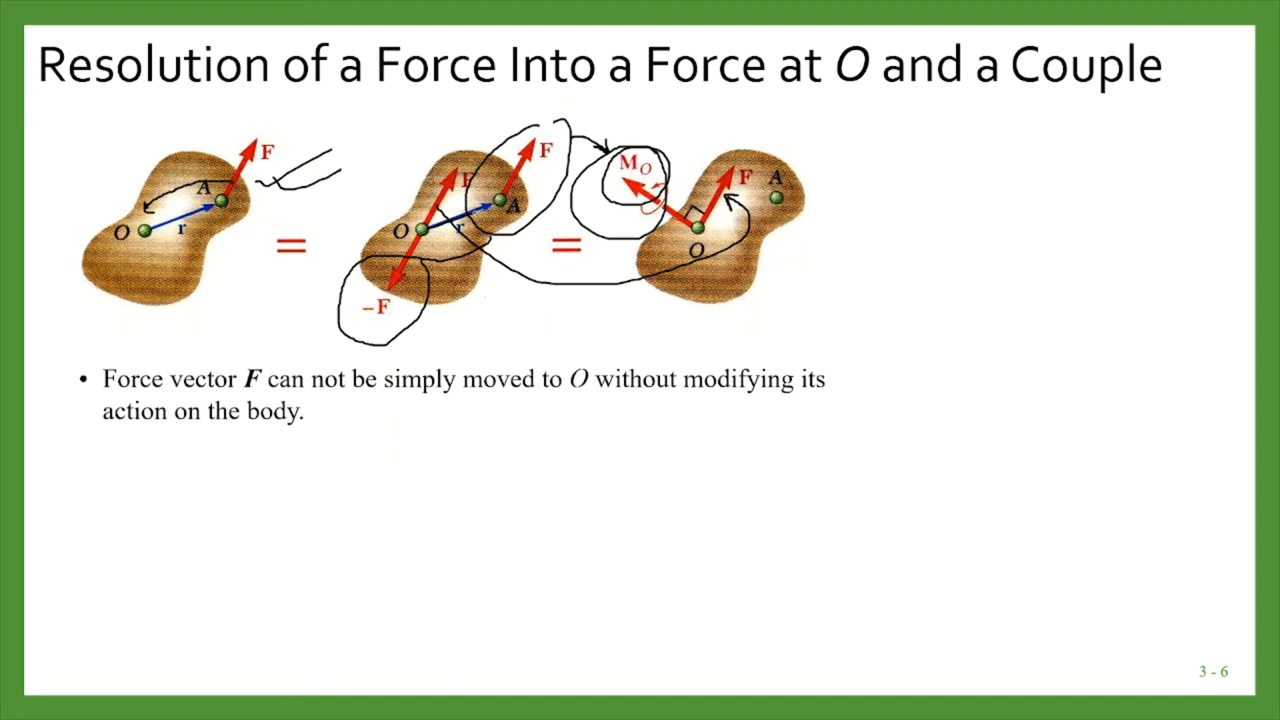 Resolution of a Force Into a Force at O and a Couple
F
A
O
r
=
F
F
A
O
r
–F
=
M_O
F
A
O
• Force vector F can not be simply moved to O without modifying its
action on the body.
3 - 6